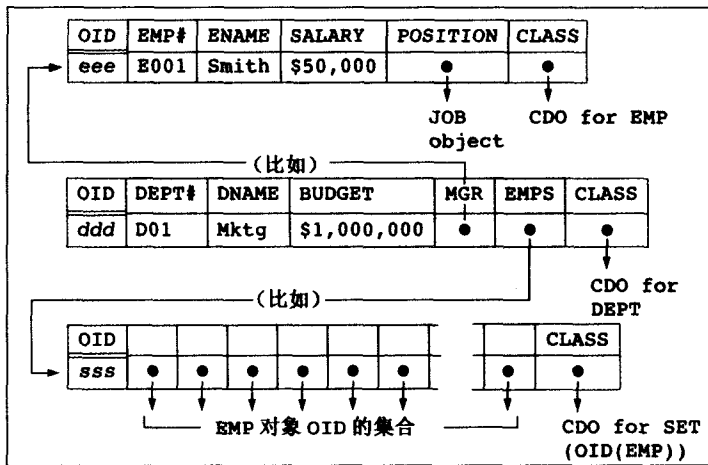 OID EMP# ENAME SALARY POSITION CLASS
eee E001 Smith $50,000
JOB object
CDO for EMP
(比如)
OID DEPT# DNAME BUDGET MGR EMPS CLASS
ddd D01 Mktg $1,000,000
CDO for DEPT
(比如)
OID CLASS
sss
EMP 对象 OID 的集合
CDO for SET (OID(EMP))